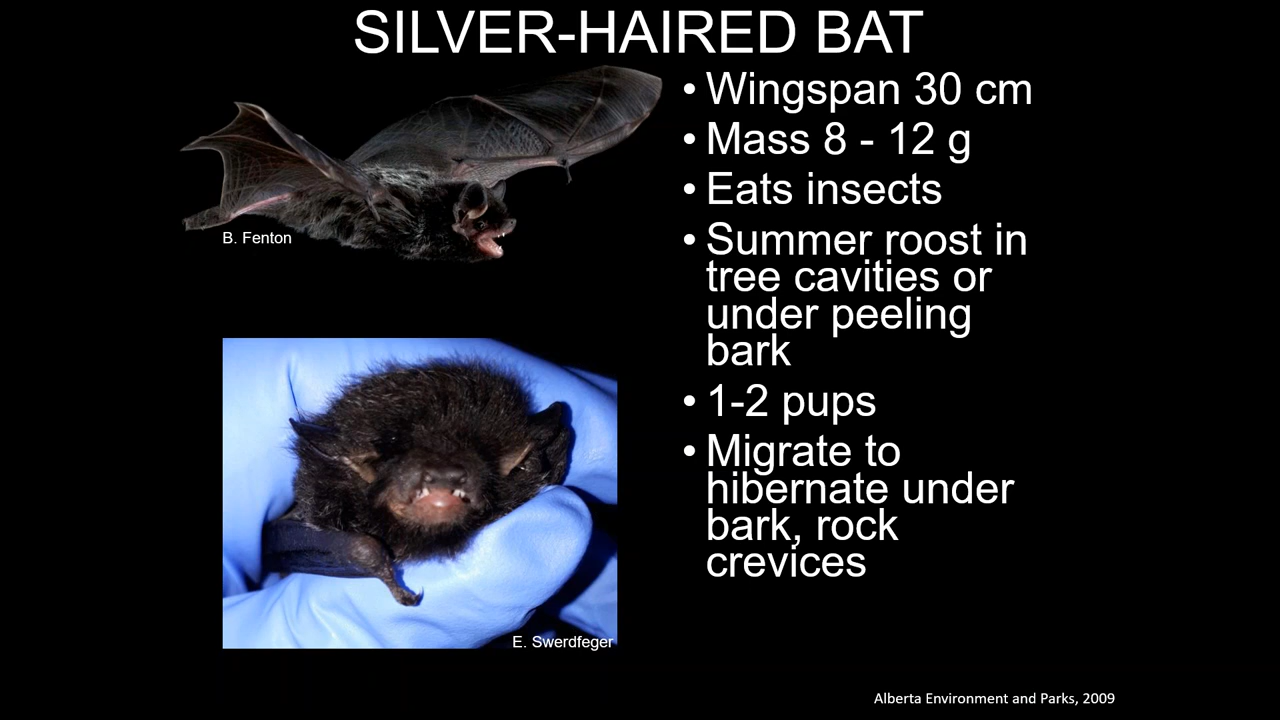 SILVER-HAIRED BAT
• Wingspan 30 cm
• Mass 8 - 12 g
• Eats insects
• Summer roost in
tree cavities or
under peeling
bark
• 1-2 pups
• Migrate to
hibernate under
bark, rock
crevices
B. Fenton
E. Swerdfeger
Alberta Environment and Parks, 2009